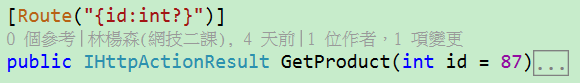 [Route("{id:int?}")]
0 個參考|林楊森(網技二課), 4 天前|1 位作者, 1 項變更
public IHttpActionResult GetProduct(int id = 87)...